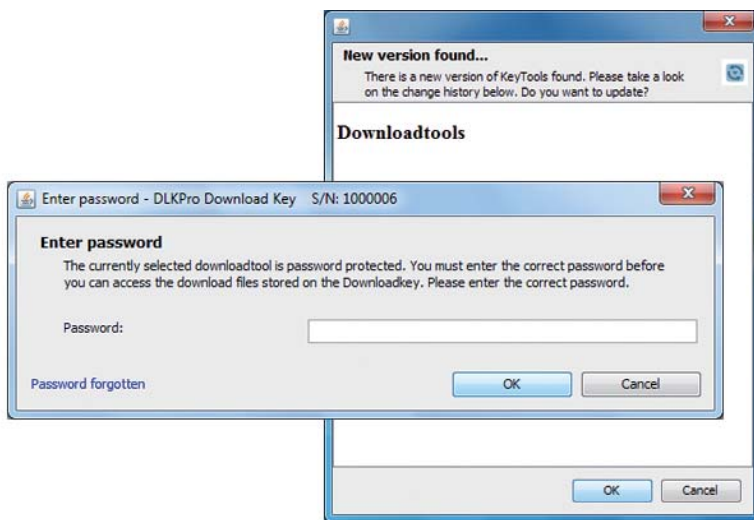 New version found...
There is a new version of KeyTools found. Please take a look
on the change history below. Do you want to update?
Downloadtools
Enter password - DLKPro Download Key S/N: 1000006
Enter password
The currently selected downloadtool is password protected. You must enter the correct password before
you can access the download files stored on the Downloadkey. Please enter the correct password.
Password:
Password forgotten
OK
Cancel
OK
Cancel